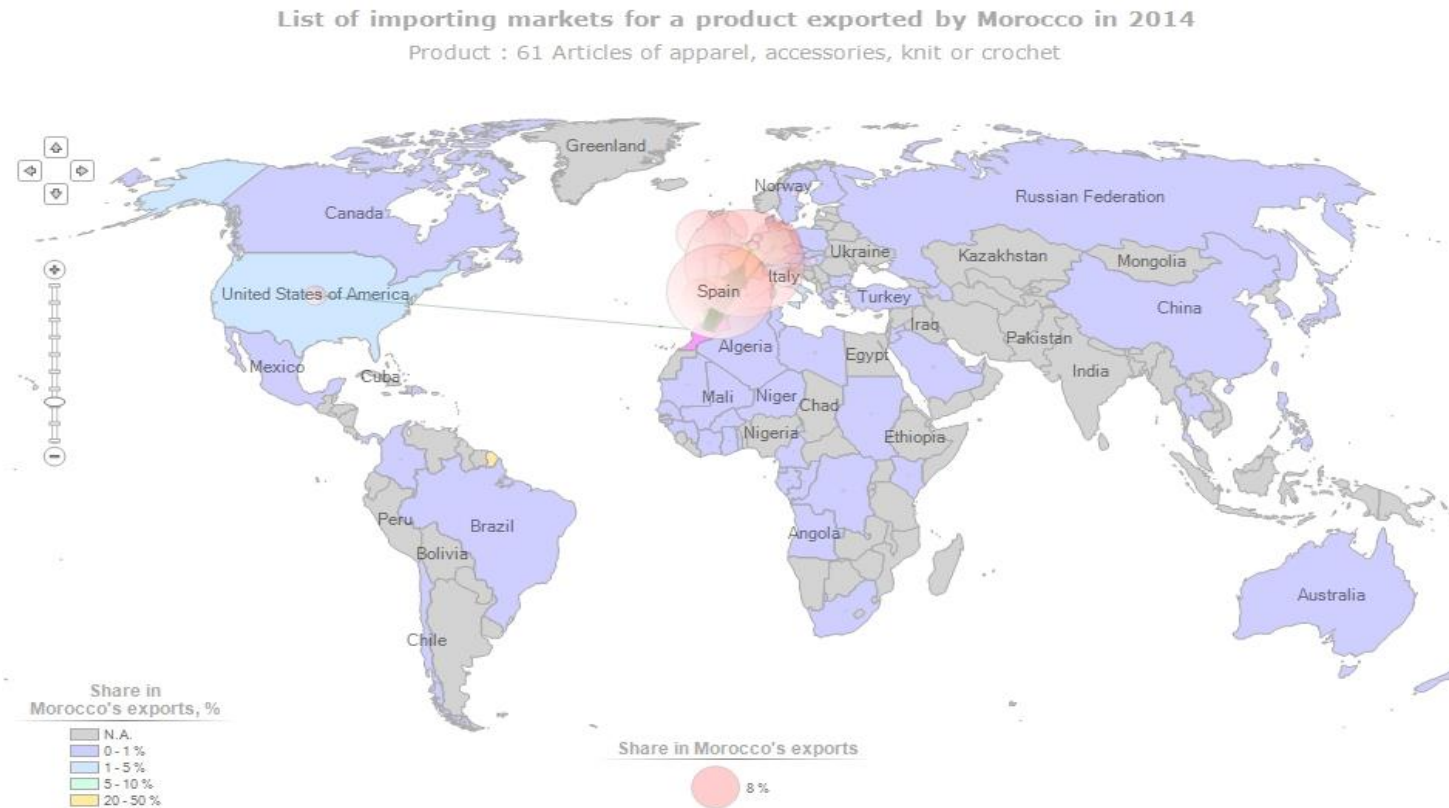 List of importing markets for a product exported by Morocco in 2014
Product : 61 Articles of apparel, accessories, knit or crochet
Greenland
Norway
Russian Federation
Canada
Ukraine
Kazakhstan
Mongolia
Italy
United States of America
Spain
Turkey
China
Iraq
Pakistan
Algeria
Egypt
Mexico
India
Cuba
Mali
Niger
Chad
Nigeria
Ethiopia
Peru
Brazil
Angola
Bolivia
Australia
Chile
Share in
Morocco's exports, %
N.A.
0 - 1 %
1 - 5 %
5 - 10 %
20 - 50 %
Share in Morocco's exports
8 %